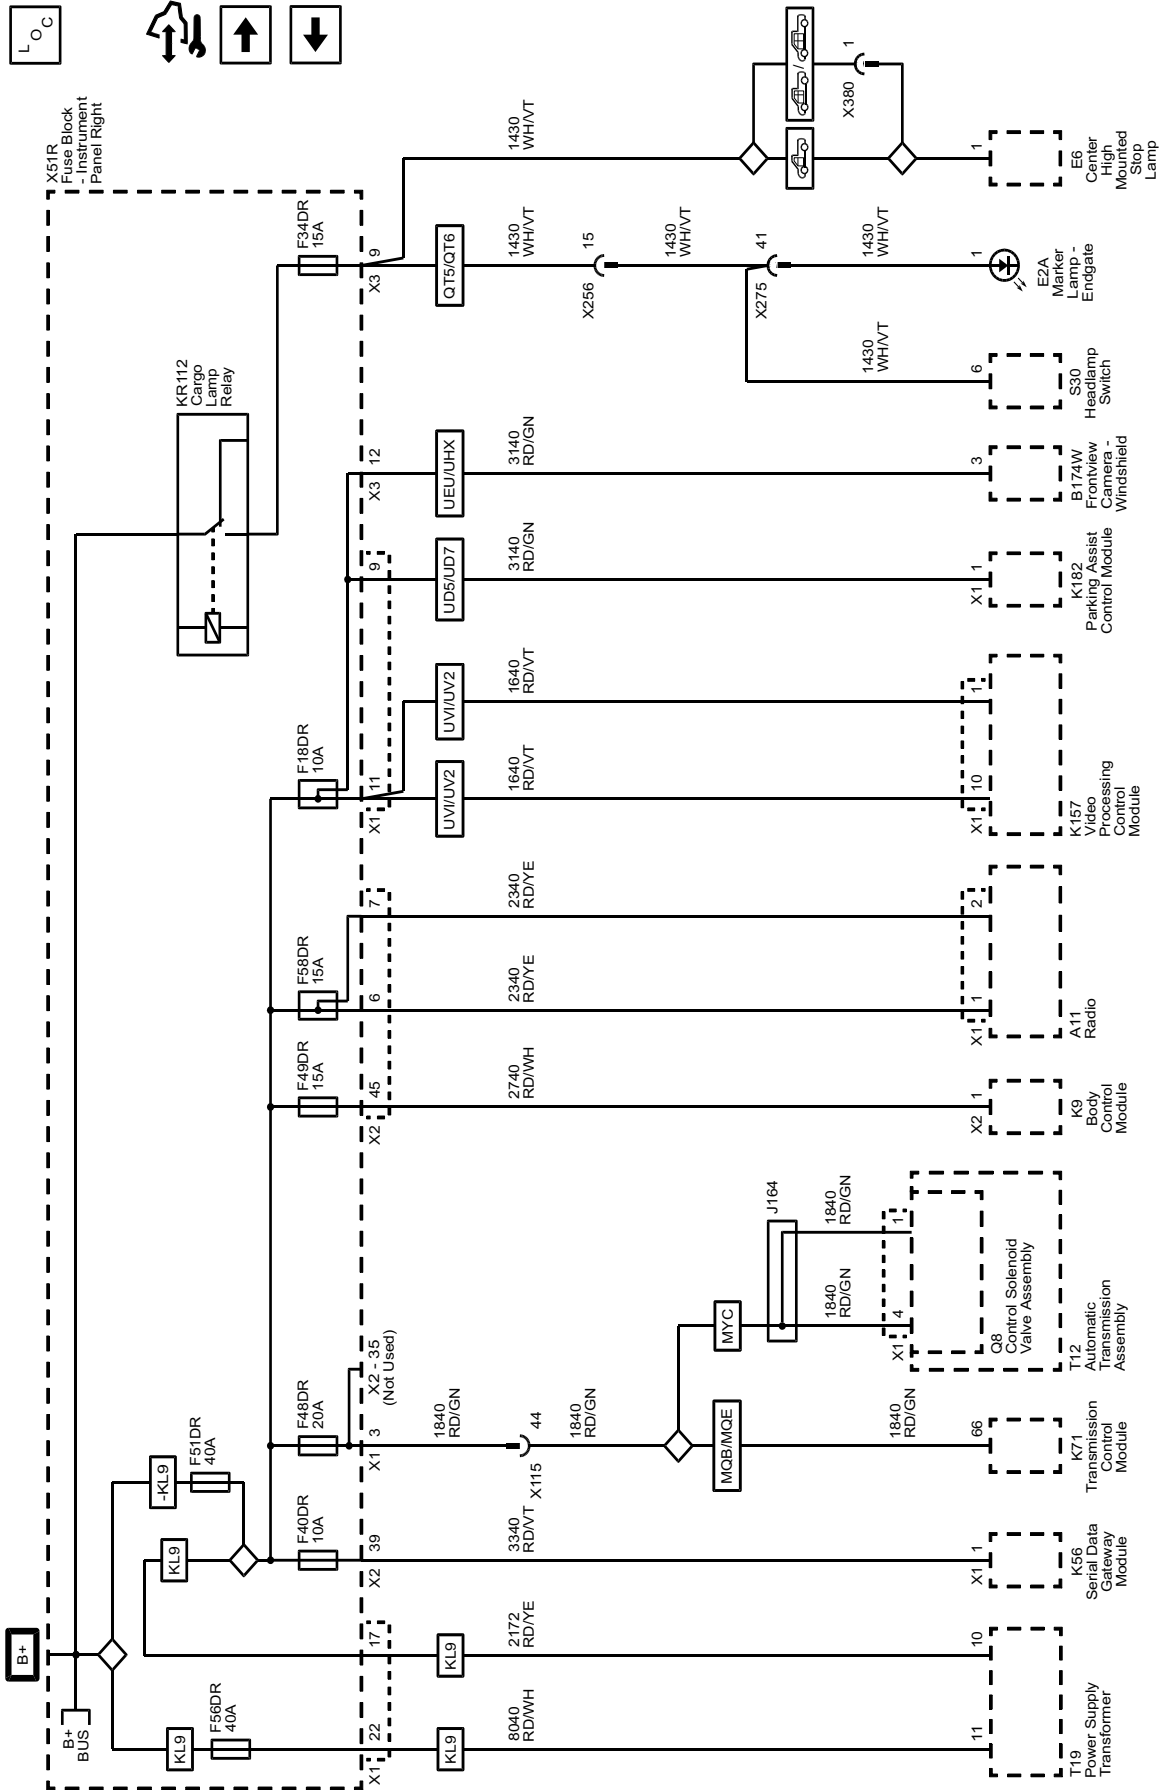 L O C
B+
B+
BUS
X51R
Fuse Block
- Instrument
Panel Right
KR112
Cargo
Lamp
Relay
-KL9
F51DR
40A
KL9
KL9
F56DR
40A
F40DR
10A
F48DR
20A
F49DR
15A
F58DR
15A
F18DR
10A
F34DR
15A
X1
22
17
X2
39
X1
3
X2 - 35
(Not Used)
X2
45
6
7
X1
11
9
X3
12
X3
9
KL9
KL9
UVI/UV2
UVI/UV2
UD5/UD7
UEU/UHX
QT5/QT6
8040
RD/WH
2172
RD/YE
3340
RD/VT
1840
RD/GN
2740
RD/WH
2340
RD/YE
2340
RD/YE
1640
RD/VT
1640
RD/VT
3140
RD/GN
3140
RD/GN
1430
WH/VT
1430
WH/VT
X115
44
1840
RD/GN
X256
15
1430
WH/VT
MQB/MQE
MYC
J164
X275
41
/
X380
1
1840
RD/GN
1840
RD/GN
1840
RD/GN
1430
WH/VT
1430
WH/VT
X1
4
1
Q8
Control Solenoid
Valve Assembly
11
10
X1
1
66
X2
1
X1
1
2
X1
10
1
X1
1
3
6
1
1
T19
Power Supply
Transformer
K56
Serial Data
Gateway
Module
K71
Transmission
Control
Module
T12
Automatic
Transmission
Assembly
K9
Body
Control
Module
A11
Radio
K157
Video
Processing
Control
Module
K182
Parking Assist
Control Module
B174W
Frontview
Camera -
Windshield
S30
Headlamp
Switch
E2A
Marker
Lamp -
Endgate
E6
Center
High
Mounted
Stop
Lamp